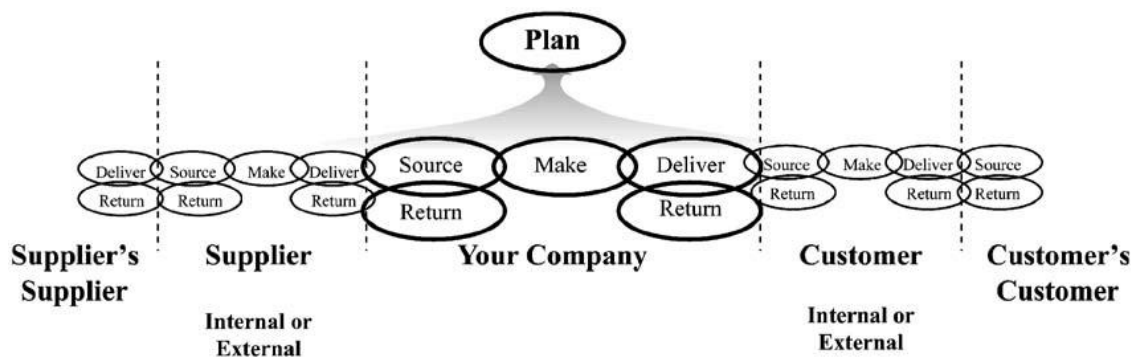 Plan
Deliver Source Make Deliver Source Make Deliver Source Make Deliver Source
Return Return Return Return Return Return Return Return
Supplier's Supplier Your Company Customer Customer's
Supplier Customer
Internal or Internal or
External External